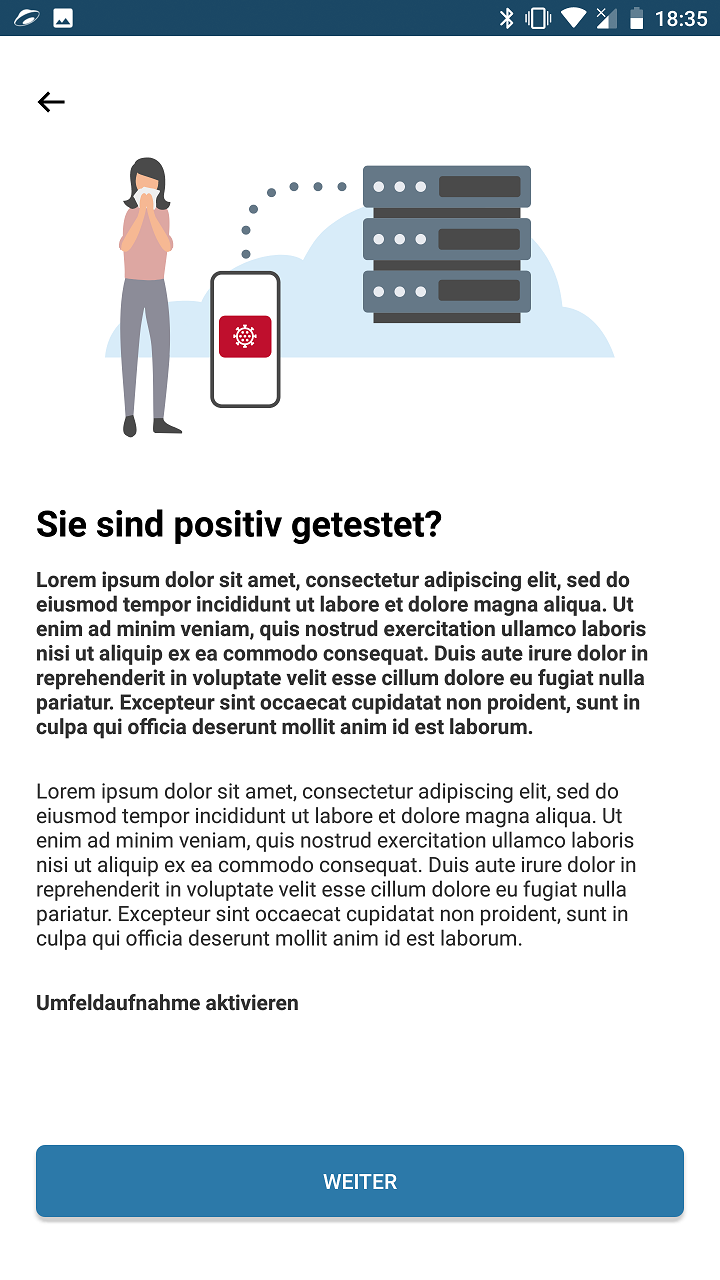 18:35
Sie sind positiv getestet?
Lorem ipsum dolor sit amet, consectetur adipiscing elit, sed do
eiusmod tempor incididunt ut labore et dolore magna aliqua. Ut
enim ad minim veniam, quis nostrud exercitation ullamco laboris
nisi ut aliquip ex ea commodo consequat. Duis aute irure dolor in
reprehenderit in voluptate velit esse cillum dolore eu fugiat nulla
pariatur. Excepteur sint occaecat cupidatat non proident, sunt in
culpa qui officia deserunt mollit anim id est laborum.
Lorem ipsum dolor sit amet, consectetur adipiscing elit, sed do
eiusmod tempor incididunt ut labore et dolore magna aliqua. Ut
enim ad minim veniam, quis nostrud exercitation ullamco laboris
nisi ut aliquip ex ea commodo consequat. Duis aute irure dolor in
reprehenderit in voluptate velit esse cillum dolore eu fugiat nulla
pariatur. Excepteur sint occaecat cupidatat non proident, sunt in
culpa qui officia deserunt mollit anim id est laborum.
Umfeldaufnahme aktivieren
WEITER